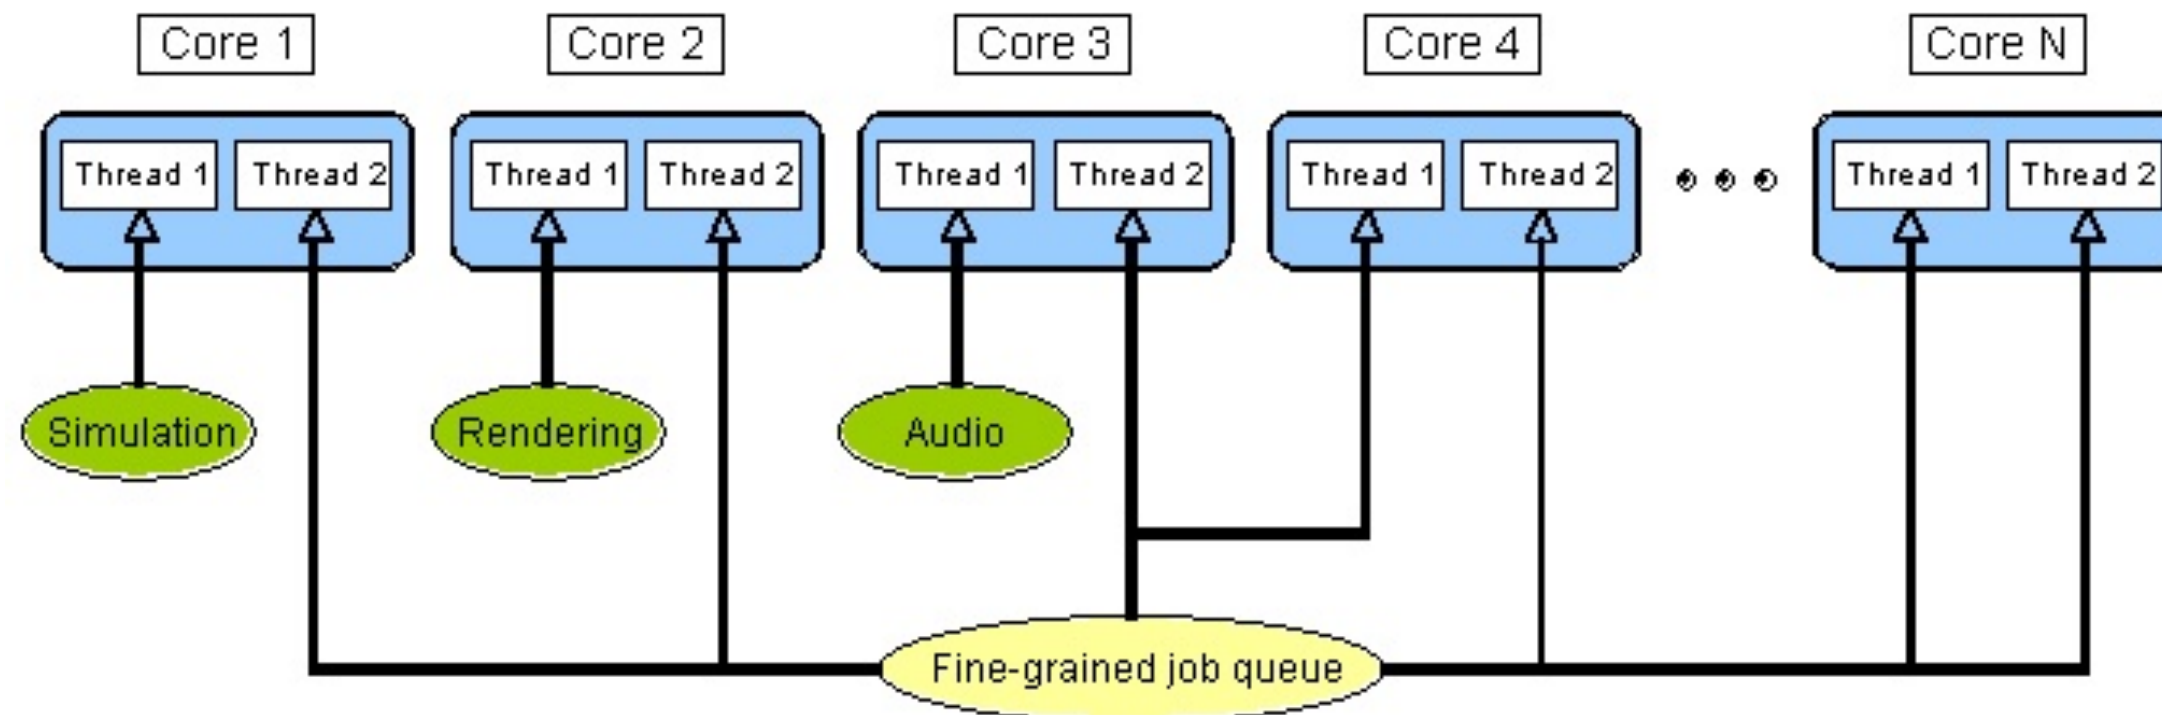 Core 1
Core 2
Core 3
Core 4
Core N
Thread 1
Thread 2
Thread 1
Thread 2
Thread 1
Thread 2
Thread 1
Thread 2
Thread 1
Thread 2
Simulation
Rendering
Audio
Fine-grained job queue